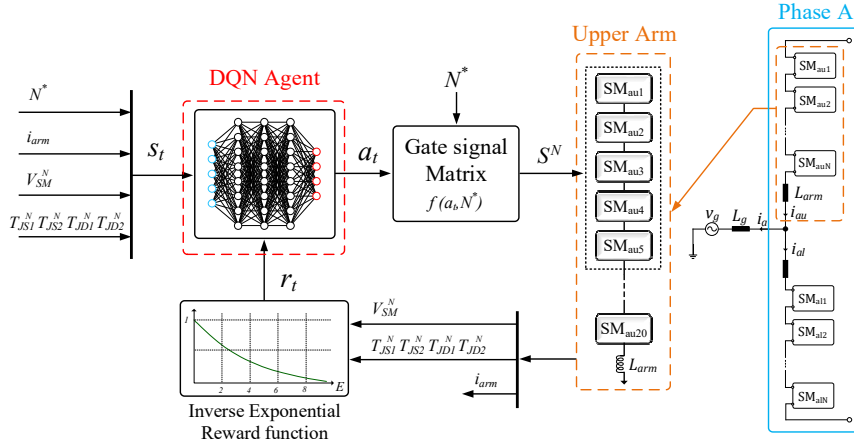 N*
i_arm
V_SM^N
T_JS1^N T_JS2^N T_JD1^N T_JD2^N
s_t
DQN Agent
a_t
N*
Gate signal
Matrix
f(a_t, N*)
S^N
Upper Arm
SM_au1
SM_au2
SM_au3
SM_au4
SM_au5
SM_au20
L_arm
r_t
1
2 4 6 8 E
Inverse Exponential
Reward function
V_SM^N
T_JS1^N T_JS2^N T_JD1^N T_JD2^N
i_arm
Phase A
SM_au1
SM_au2
SM_auN
L_arm
v_g
L_g
i_a
i_au
i_al
SM_al1
SM_al2
SM_alN